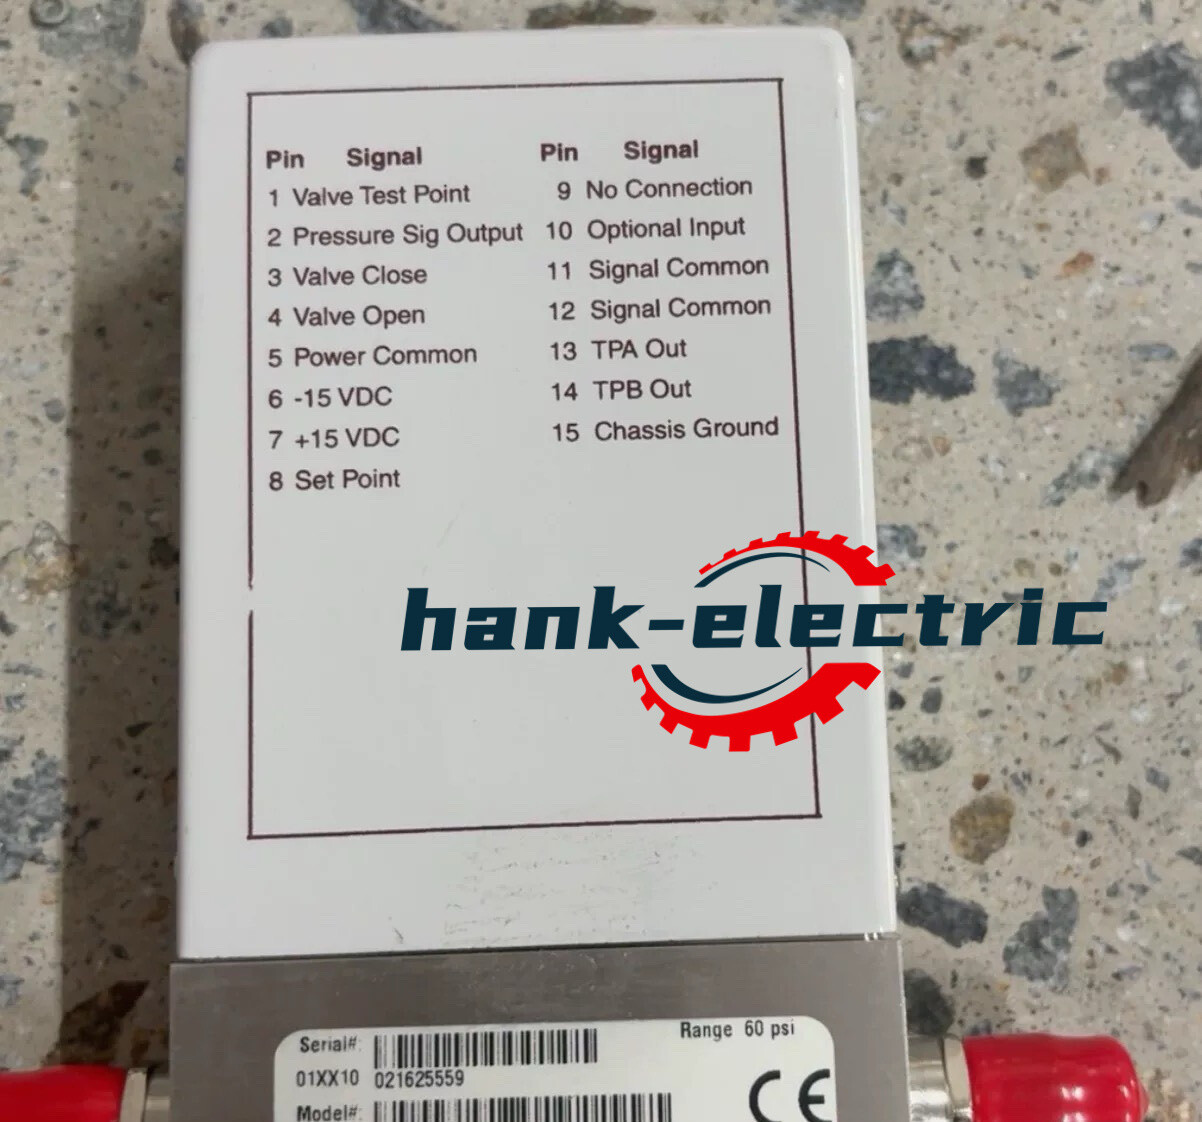 Pin Signal
1 Valve Test Point
2 Pressure Sig Output
3 Valve Close
4 Valve Open
5 Power Common
6 -15 VDC
7 +15 VDC
8 Set Point
Pin Signal
9 No Connection
10 Optional Input
11 Signal Common
12 Signal Common
13 TPA Out
14 TPB Out
15 Chassis Ground
hank-electric
Serial#:
Range 60 psi
01XX10 021625559
CE
Model#: